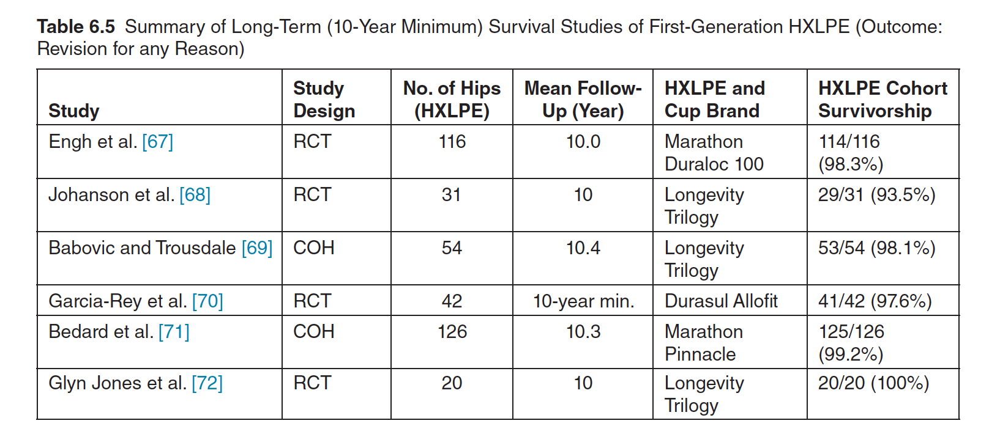 Table 6.5 Summary of Long-Term (10-Year Minimum) Survival Studies of First-Generation HXLPE (Outcome:
Revision for any Reason)
Study | Study Design | No. of Hips (HXLPE) | Mean Follow-Up (Year) | HXLPE and Cup Brand | HXLPE Cohort Survivorship
Engh et al. [67] | RCT | 116 | 10.0 | Marathon Duraloc 100 | 114/116 (98.3%)
Johanson et al. [68] | RCT | 31 | 10 | Longevity Trilogy | 29/31 (93.5%)
Babovic and Trousdale [69] | COH | 54 | 10.4 | Longevity Trilogy | 53/54 (98.1%)
Garcia-Rey et al. [70] | RCT | 42 | 10-year min. | Durasul Allofit | 41/42 (97.6%)
Bedard et al. [71] | COH | 126 | 10.3 | Marathon Pinnacle | 125/126 (99.2%)
Glyn Jones et al. [72] | RCT | 20 | 10 | Longevity Trilogy | 20/20 (100%)